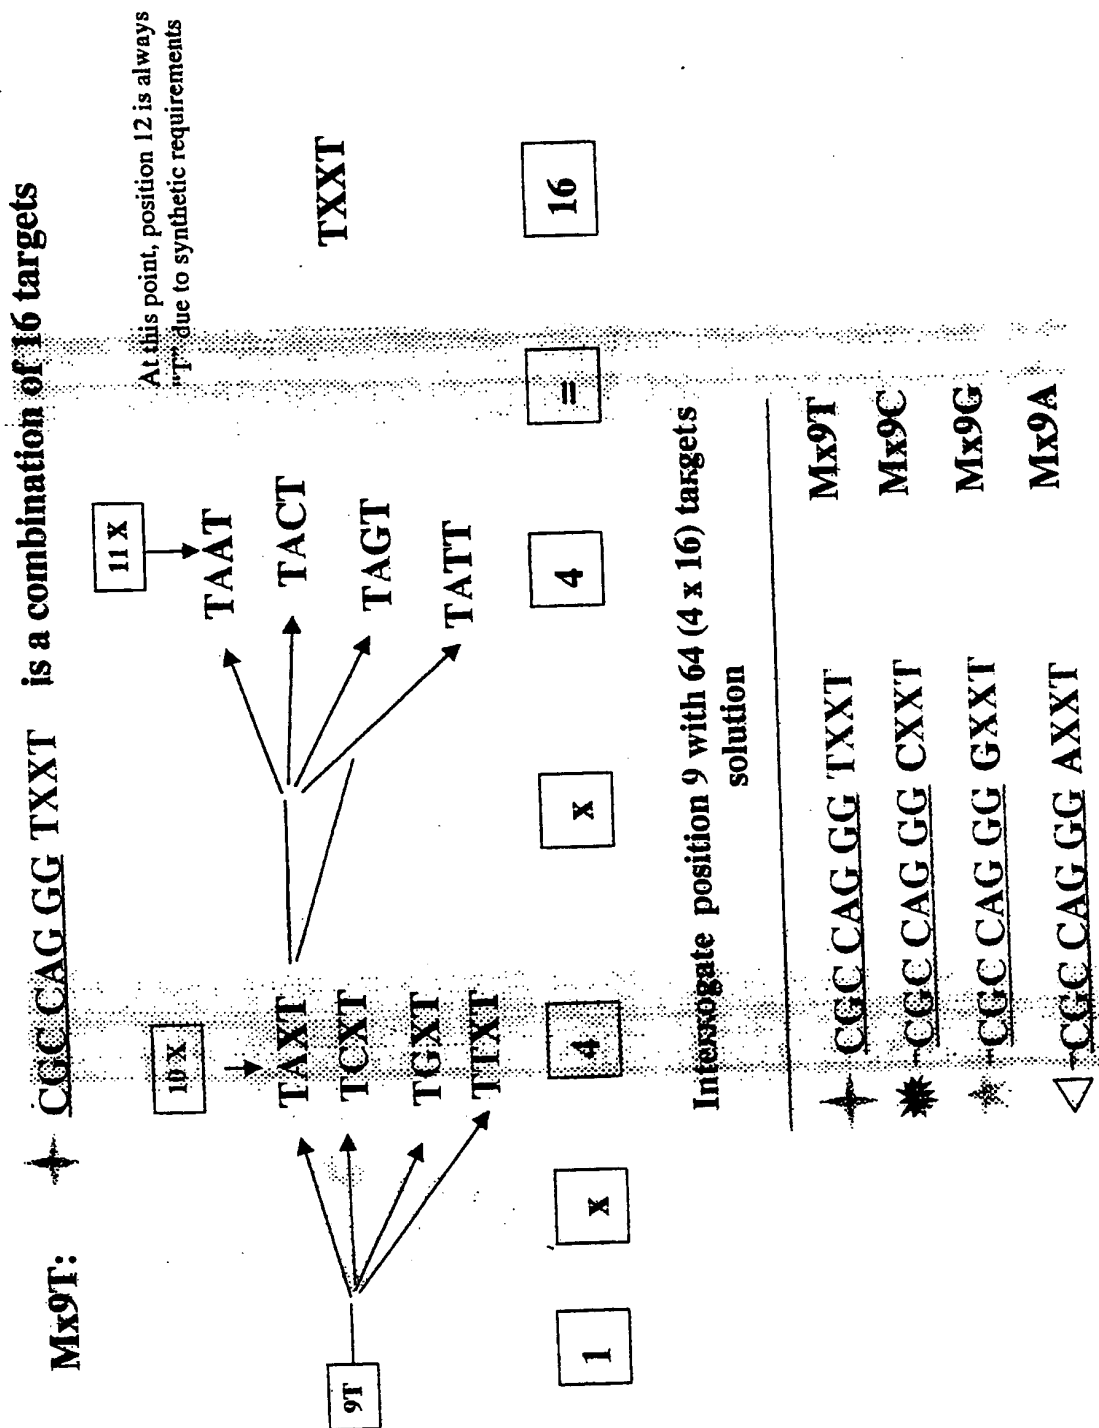 Mx9T: CGC CAG GG TXXT is a combination of 16 targets
At this point, position 12 is always
"T" due to synthetic requirements
10 X
11 X
9T
TAXT
TCXT
TGXT
TTXT
TAAT
TACT
TAGT
TATT
TXXT
1 x 4 x 4 = 16
Interrogate position 9 with 64 (4 x 16) targets
solution
CGC CAG GG TXXT Mx9T
CGC CAG GG CXXT Mx9C
CGC CAG GG GXXT Mx9G
CGC CAG GG AXXT Mx9A